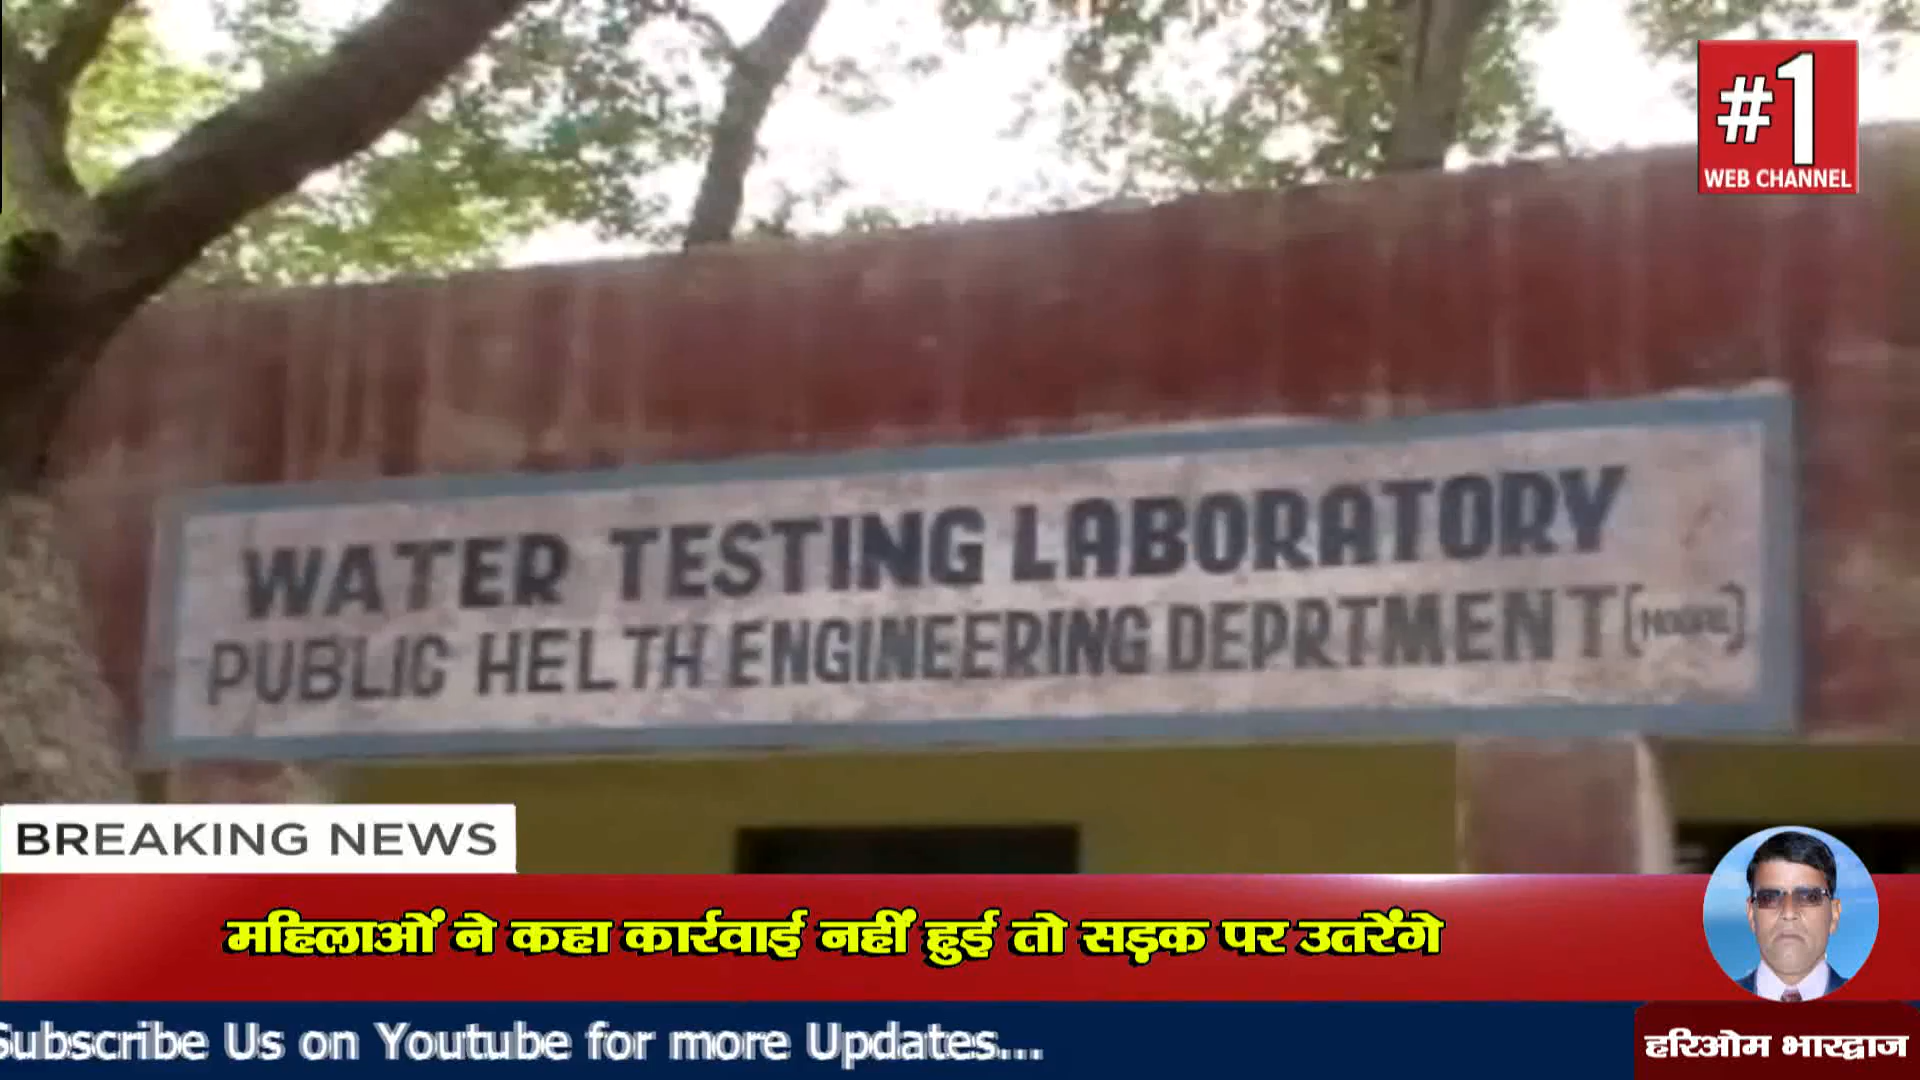 #1
WEB CHANNEL
WATER TESTING LABORATORY
PUBLIC HELTH ENGINEERING DEPRTMENT
BREAKING NEWS
महिलाओं ने कहा कार्रवाई नहीं हुई तो सड़क पर उतरेंगे
Subscribe Us on Youtube for more Updates...
हरिओम भारद्वाज